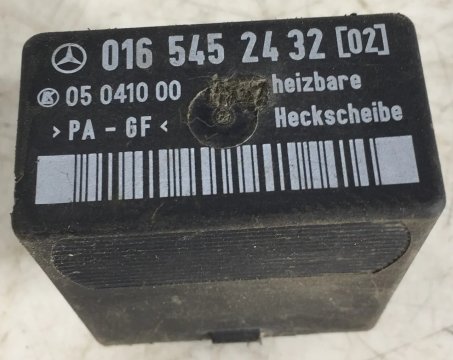 016 545 24 32 [02]
05 0410 00 heizbare
>PA-GF< Heckscheibe